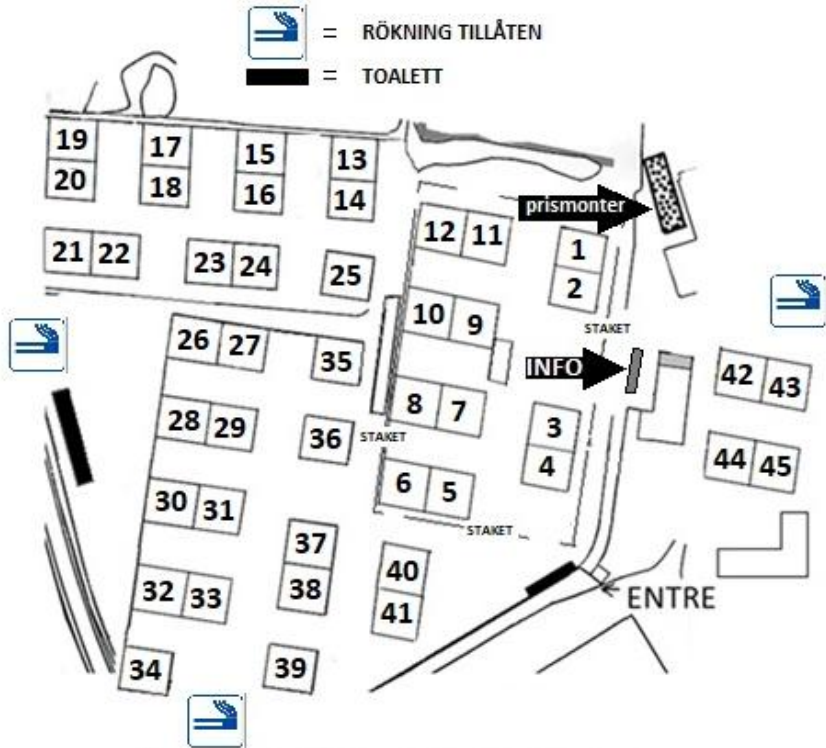 = RÖKNING TILLÅTEN
= TOALETT
19 17 15 13
20 18 16 14
prismonter
12 11 1
21 22 23 24 25 2
10 9
STAKET
26 27 35
INFO
42 43
8 7
28 29 36 STAKET 3
44 45
4
6 5
30 31
STAKET
37
40
32 33 38
41
ENTRE
34 39